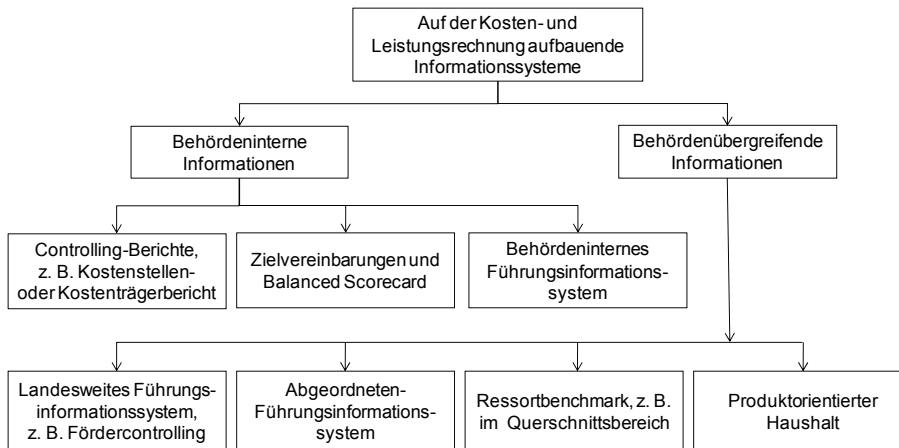 Auf der Kosten- und
Leistungsrechnung aufbauende
Informationssysteme
Behördeninterne
Informationen
Behördenübergreifende
Informationen
Controlling-Berichte,
z. B. Kostenstellen-
oder Kostenträgerbericht
Zielvereinbarungen und
Balanced Scorecard
Behördeninternes
Führungsinformations-
system
Landesweites Führungs-
informationssystem,
z. B. Fördercontrolling
Abgeordneten-
Führungsinformations-
system
Ressortbenchmark, z. B.
im Querschnittsbereich
Produktorientierter
Haushalt